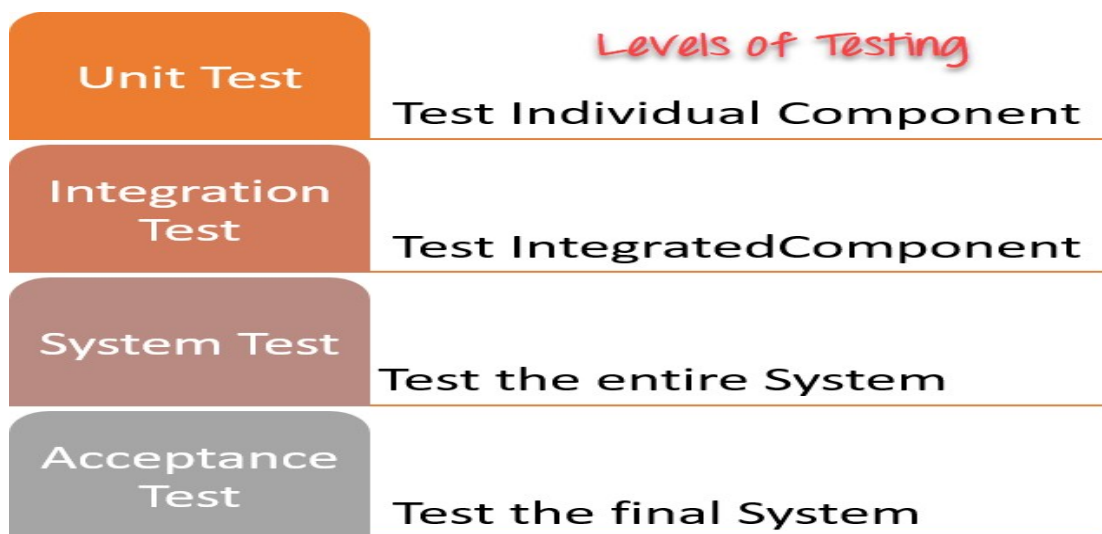 Levels of Testing
Unit Test
Test Individual Component
Integration
Test
Test IntegratedComponent
System Test
Test the entire System
Acceptance
Test
Test the final System